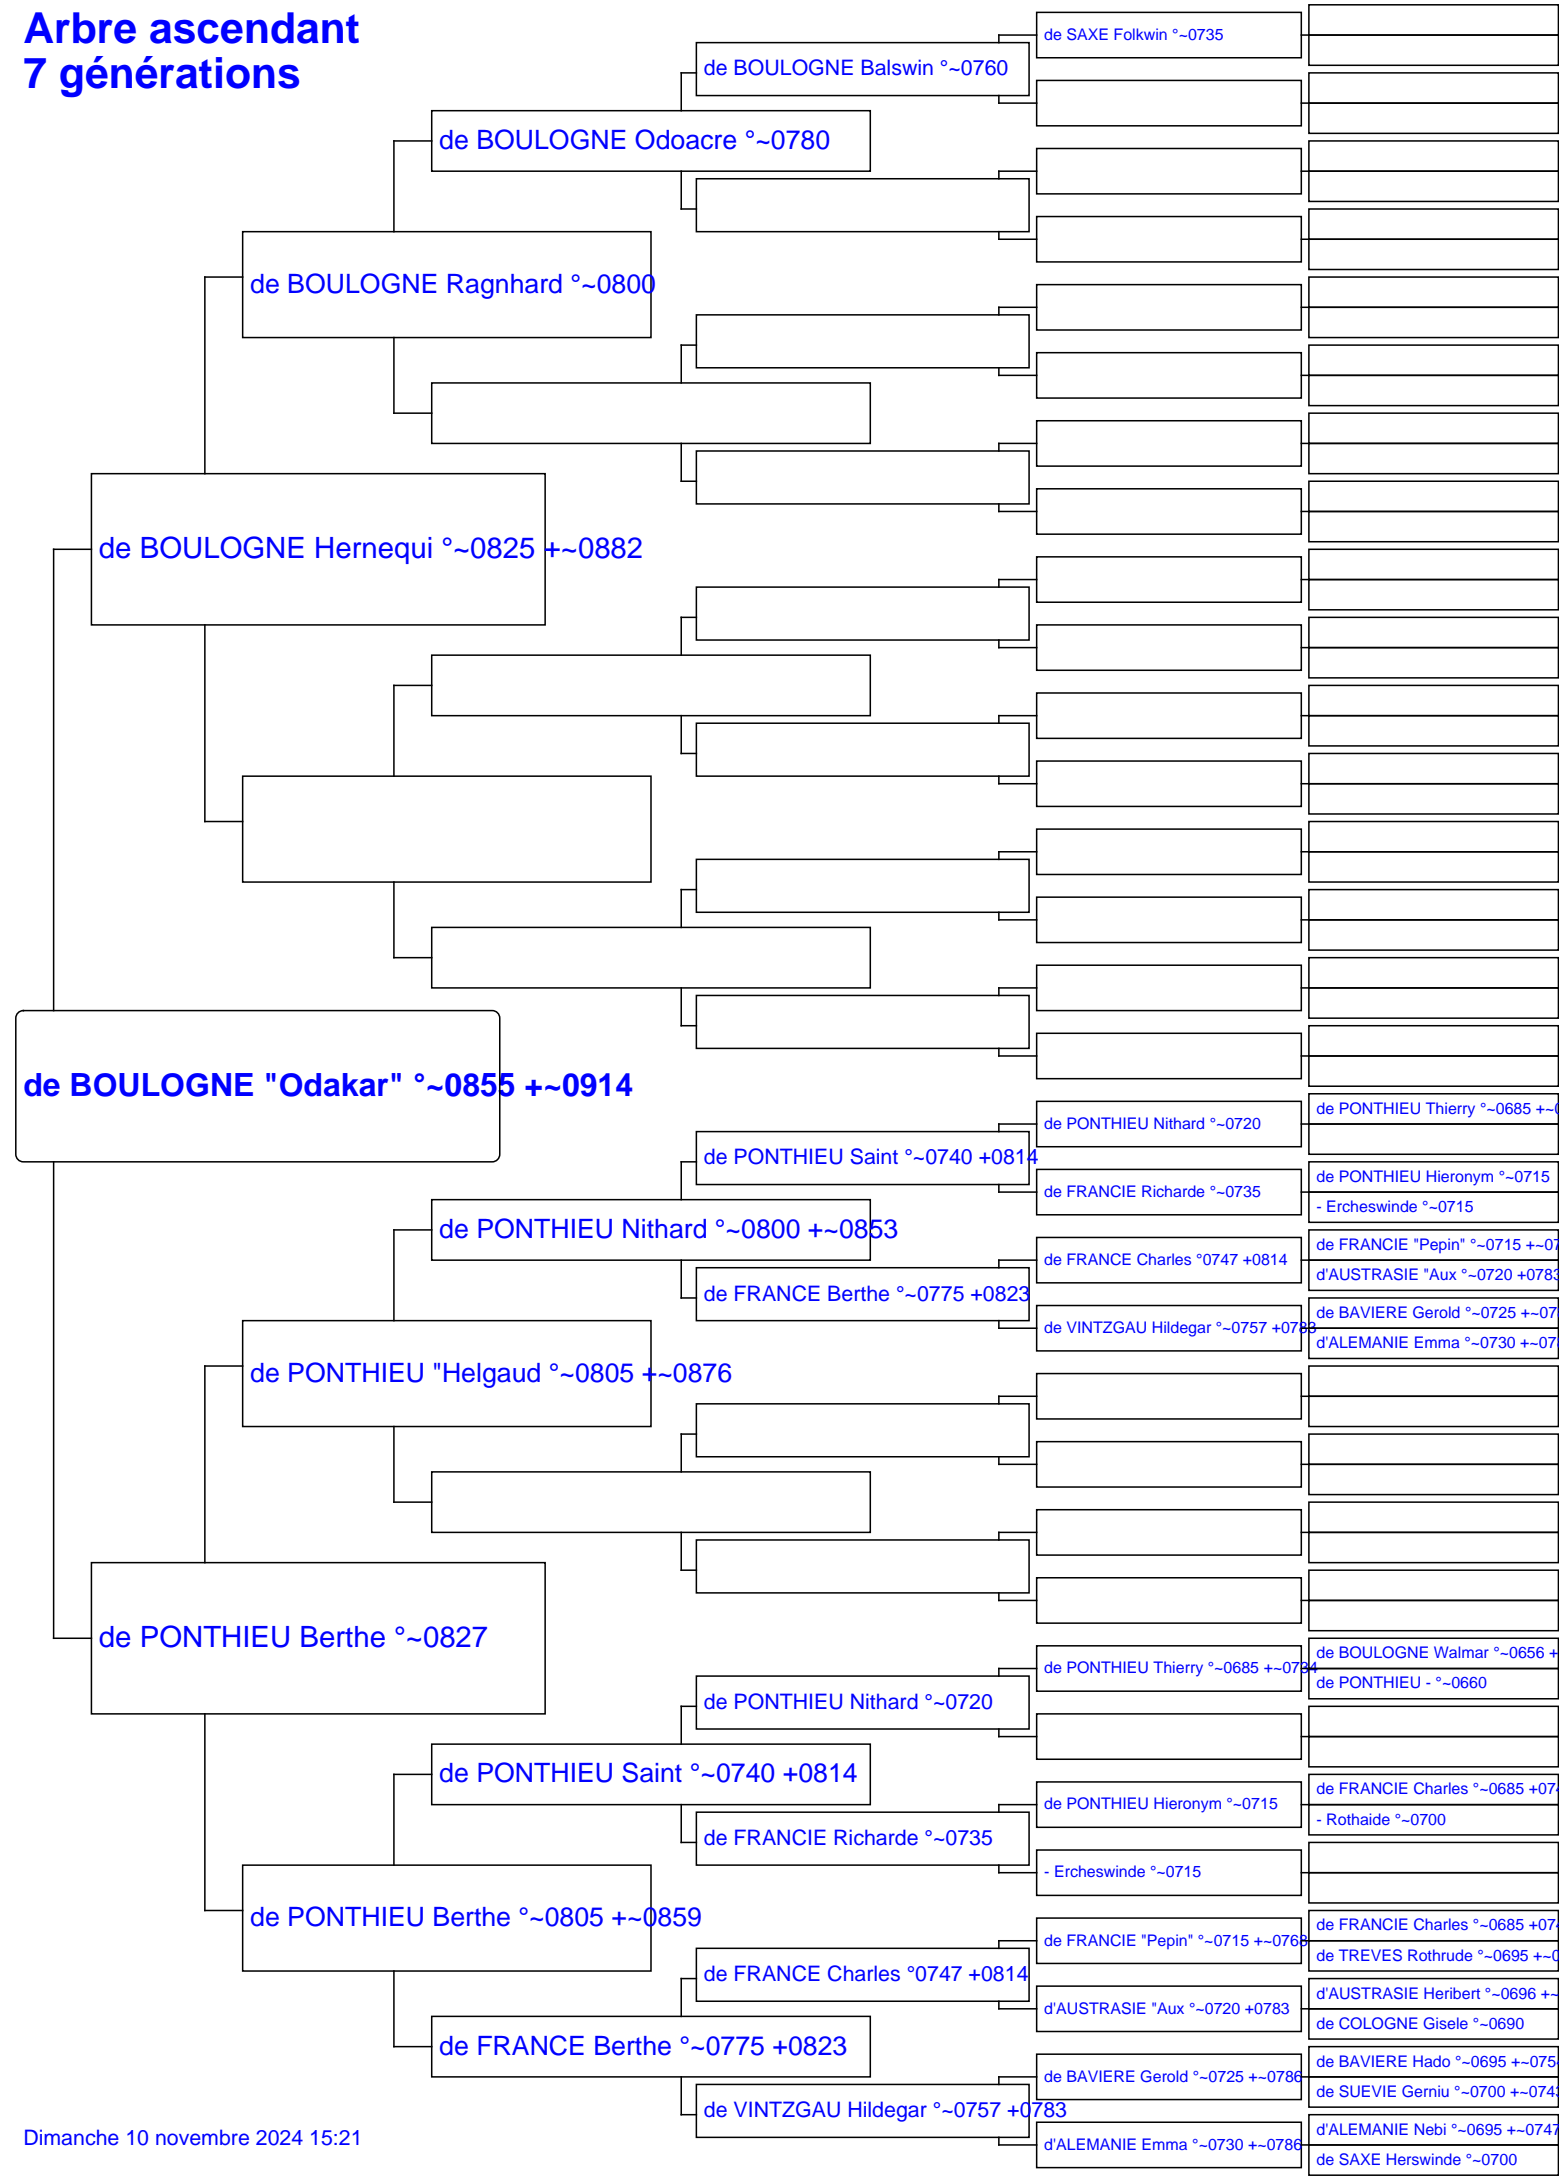 Arbre ascendant
7 générations
de SAXE Folkwin °~0735
de BOULOGNE Balswin °~0760
de BOULOGNE Odoacre °~0780
de BOULOGNE Ragnhard °~0800
de BOULOGNE Hernequi °~0825 +~0882
de BOULOGNE "Odakar" °~0855 +~0914
de PONTHIEU Thierry °~0685 +~0
de PONTHIEU Nithard °~0720
de PONTHIEU Saint °~0740 +0814
de PONTHIEU Hieronym °~0715
de FRANCIE Richarde °~0735
- Ercheswinde °~0715
de PONTHIEU Nithard °~0800 +~0853
de FRANCIE "Pepin" °~0715 +~07
de FRANCE Charles °0747 +0814
d'AUSTRASIE "Aux °~0720 +0783
de FRANCE Berthe °~0775 +0823
de BAVIERE Gerold °~0725 +~07
de VINTZGAU Hildegar °~0757 +0783
d'ALEMANIE Emma °~0730 +~07
de PONTHIEU "Helgaud °~0805 +~0876
de PONTHIEU Berthe °~0827
de BOULOGNE Walmar °~0656 +
de PONTHIEU Thierry °~0685 +~0734
de PONTHIEU - °~0660
de PONTHIEU Nithard °~0720
de PONTHIEU Saint °~0740 +0814
de FRANCIE Charles °~0685 +074
de PONTHIEU Hieronym °~0715
- Rothaide °~0700
de FRANCIE Richarde °~0735
- Ercheswinde °~0715
de PONTHIEU Berthe °~0805 +~0859
de FRANCIE Charles °~0685 +074
de FRANCIE "Pepin" °~0715 +~0768
de TREVES Rothrude °~0695 +~0
de FRANCE Charles °0747 +0814
d'AUSTRASIE Heribert °~0696 +~
d'AUSTRASIE "Aux °~0720 +0783
de COLOGNE Gisele °~0690
de FRANCE Berthe °~0775 +0823
de BAVIERE Hado °~0695 +~075
de BAVIERE Gerold °~0725 +~0786
de SUEVIE Gerniu °~0700 +~0743
de VINTZGAU Hildegar °~0757 +0783
d'ALEMANIE Nebi °~0695 +~0747
d'ALEMANIE Emma °~0730 +~0786
de SAXE Herswinde °~0700
Dimanche 10 novembre 2024 15:21